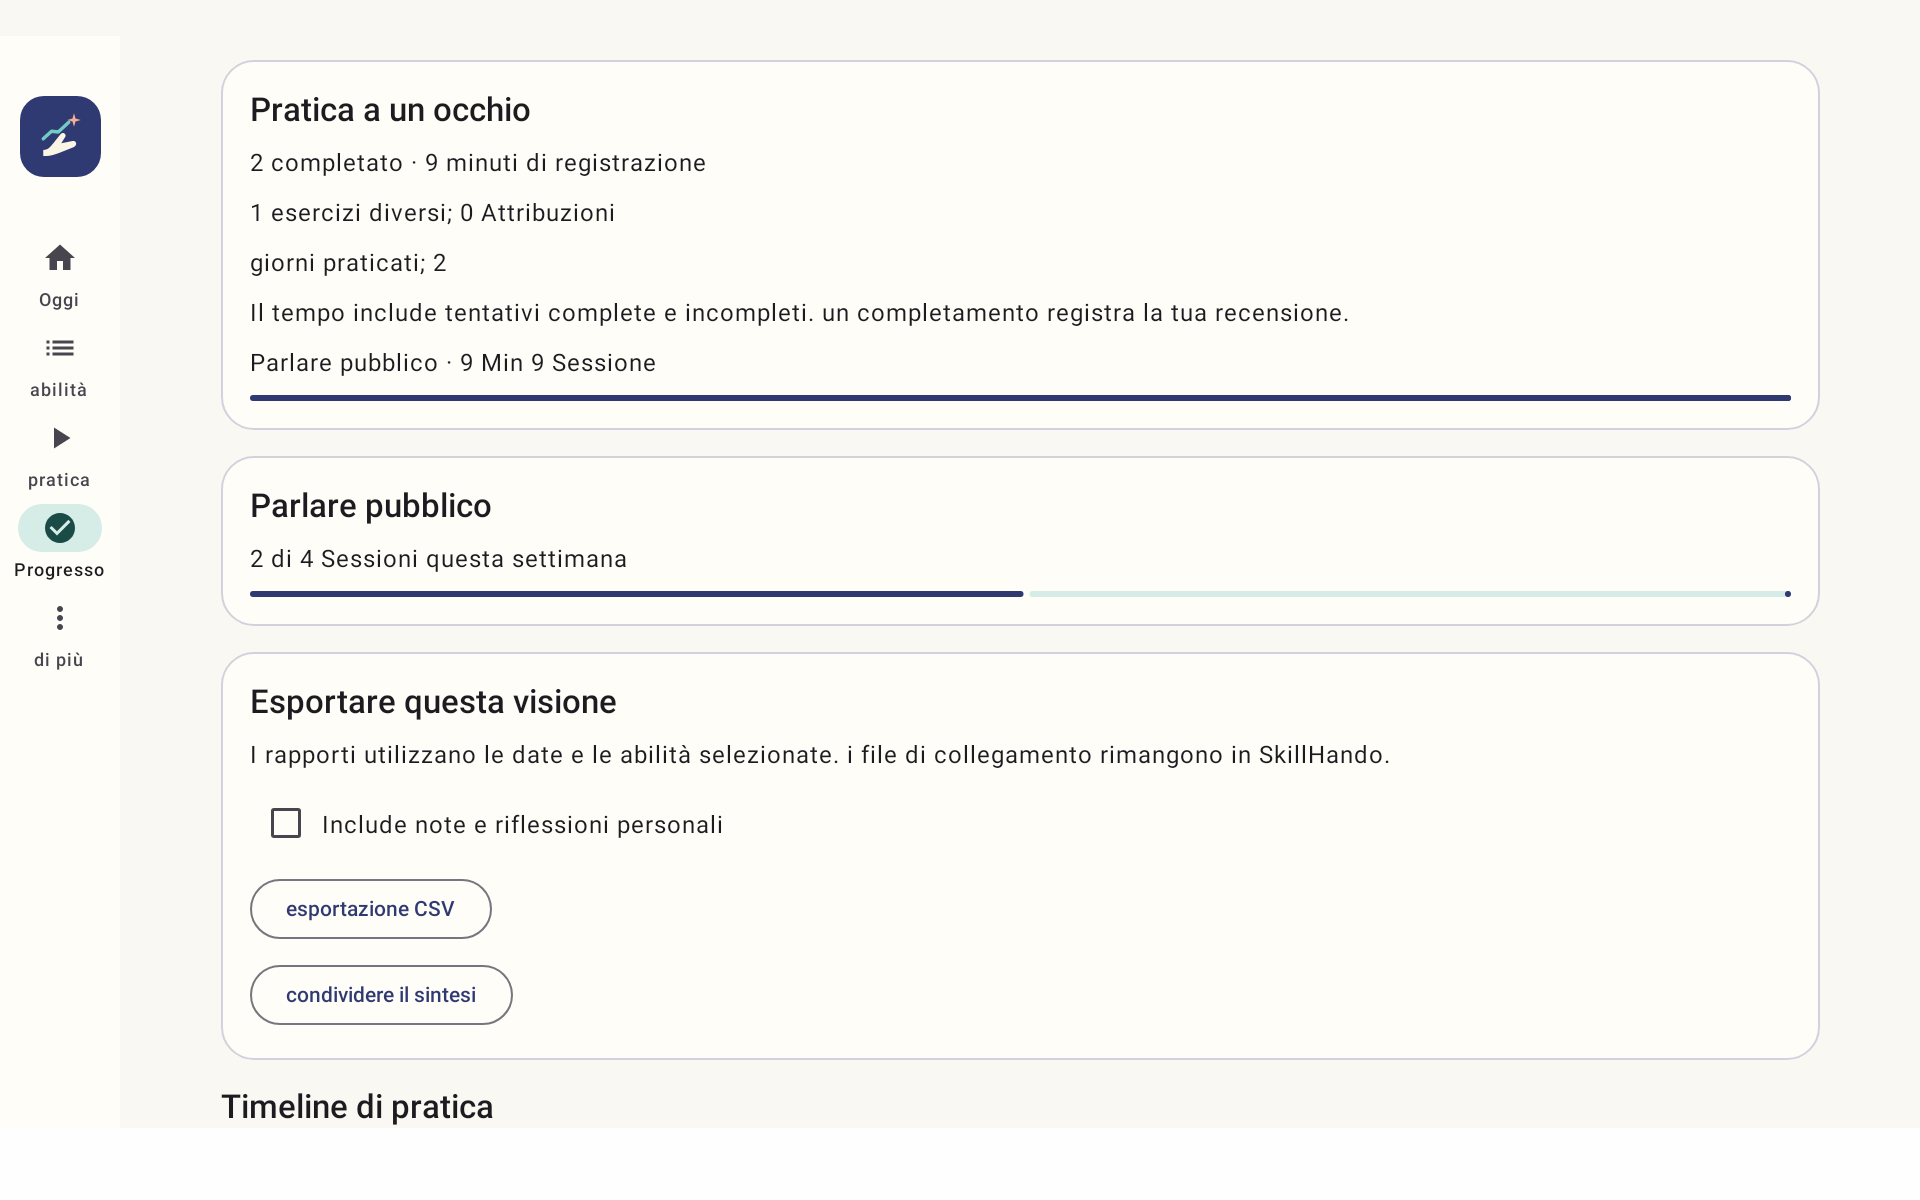 Oggi
abilità
pratica
Progresso
di più
Pratica a un occhio
2 completato · 9 minuti di registrazione
1 esercizi diversi; 0 Attribuzioni
giorni praticati; 2
Il tempo include tentativi complete e incompleti. un completamento registra la tua recensione.
Parlare pubblico · 9 Min 9 Sessione
Parlare pubblico
2 di 4 Sessioni questa settimana
Esportare questa visione
I rapporti utilizzano le date e le abilità selezionate. i file di collegamento rimangono in SkillHando.
Include note e riflessioni personali
esportazione CSV
condividere il sintesi
Timeline di pratica